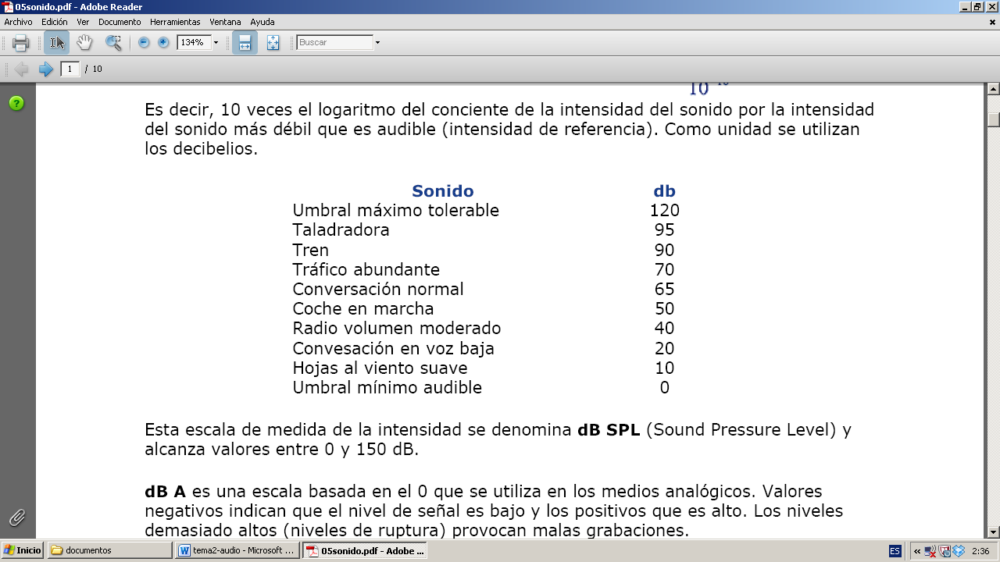 05sonido.pdf - Adobe Reader
Archivo Edición Ver Documento Herramientas Ventana Ayuda
134% Buscar
1 / 10
10
Es decir, 10 veces el logaritmo del conciente de la intensidad del sonido por la intensidad
del sonido más débil que es audible (intensidad de referencia). Como unidad se utilizan
los decibelios.
Sonido db
Umbral máximo tolerable 120
Taladradora 95
Tren 90
Tráfico abundante 70
Conversación normal 65
Coche en marcha 50
Radio volumen moderado 40
Convesación en voz baja 20
Hojas al viento suave 10
Umbral mínimo audible 0
Esta escala de medida de la intensidad se denomina dB SPL (Sound Pressure Level) y
alcanza valores entre 0 y 150 dB.
dB A es una escala basada en el 0 que se utiliza en los medios analógicos. Valores
negativos indican que el nivel de señal es bajo y los positivos que es alto. Los niveles
demasiado altos (niveles de ruptura) provocan malas grabaciones.
Inicio documentos tema2-audio - Microsoft ... 05sonido.pdf - Adobe ... ES « 2:36